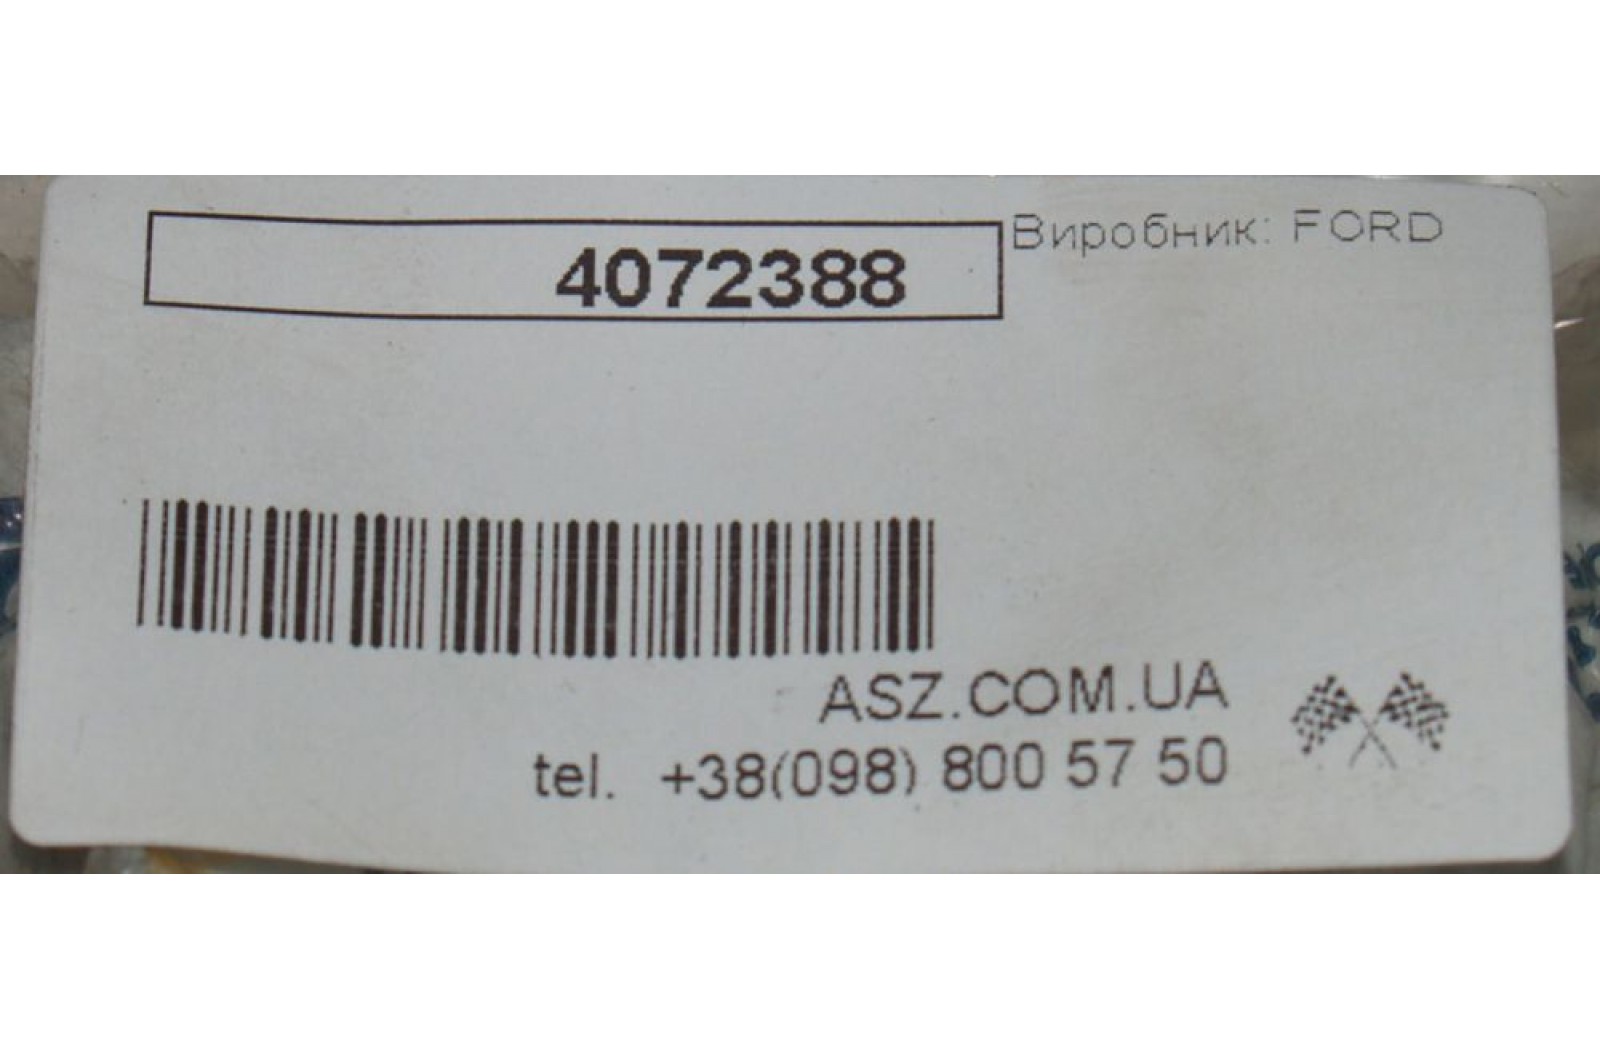 4072388
Виробник: FORD
ASZ.COM.UA
tel. +38(098) 800 57 50